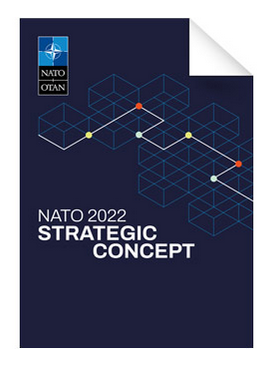 NATO
OTAN
NATO 2022
STRATEGIC
CONCEPT